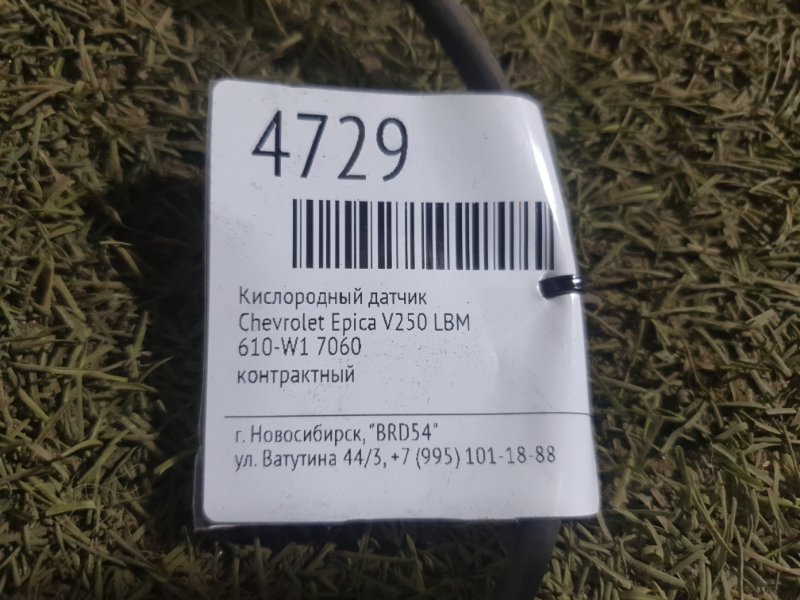 4729
Кислородный датчик
Chevrolet Epica V250 LBM
610-W1 7060
контрактный
г. Новосибирск, "BRD54"
ул. Ватутина 44/3, +7 (995) 101-18-88